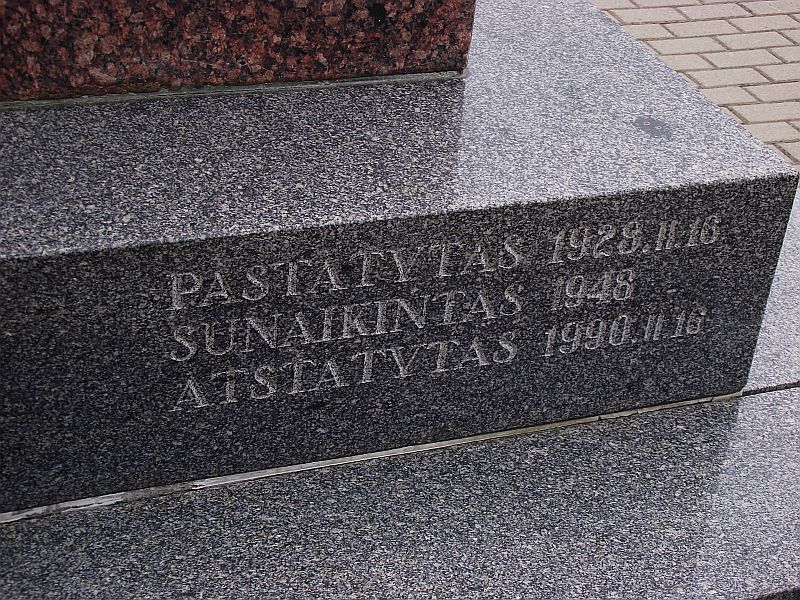 PASTATYTAS 1928.II.16
SUNAIKINTAS 1948
ATSTATYTAS 1990.II.16